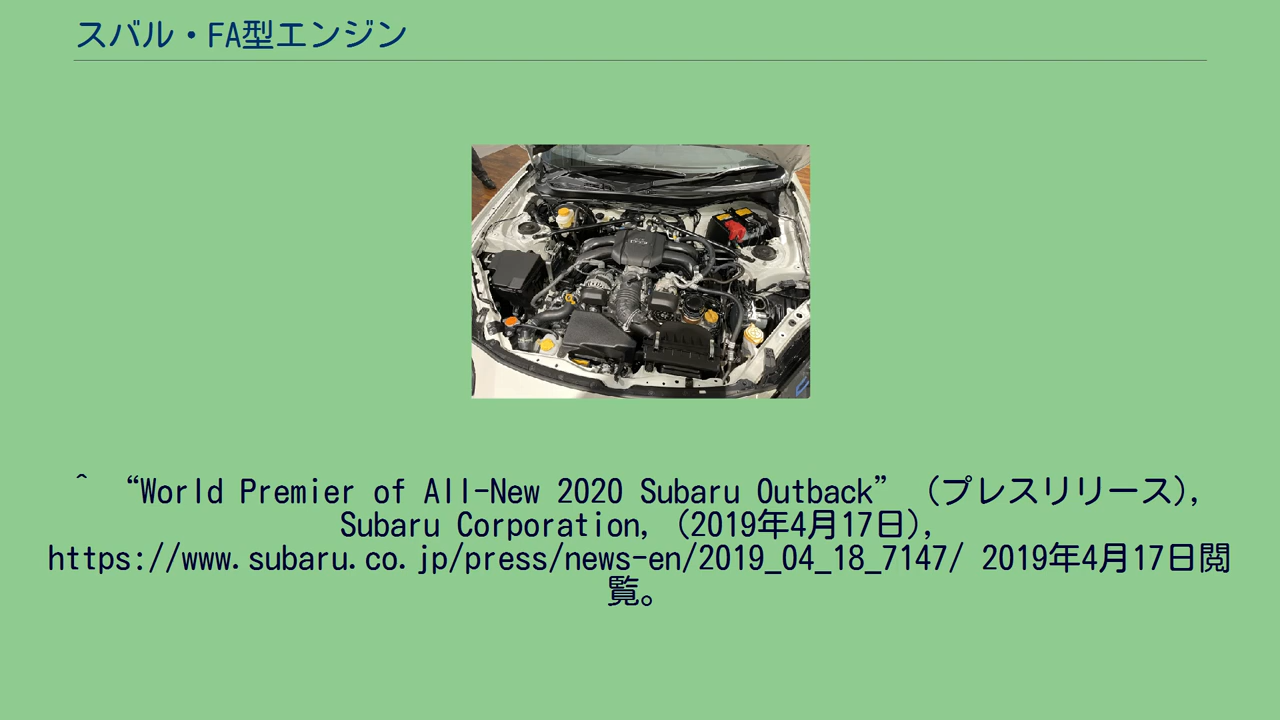 スバル・FA型エンジン
^ “World Premier of All-New 2020 Subaru Outback” (プレスリリース),
Subaru Corporation, (2019年4月17日),
https://www.subaru.co.jp/press/news-en/2019_04_18_7147/ 2019年4月17日閲
覧。